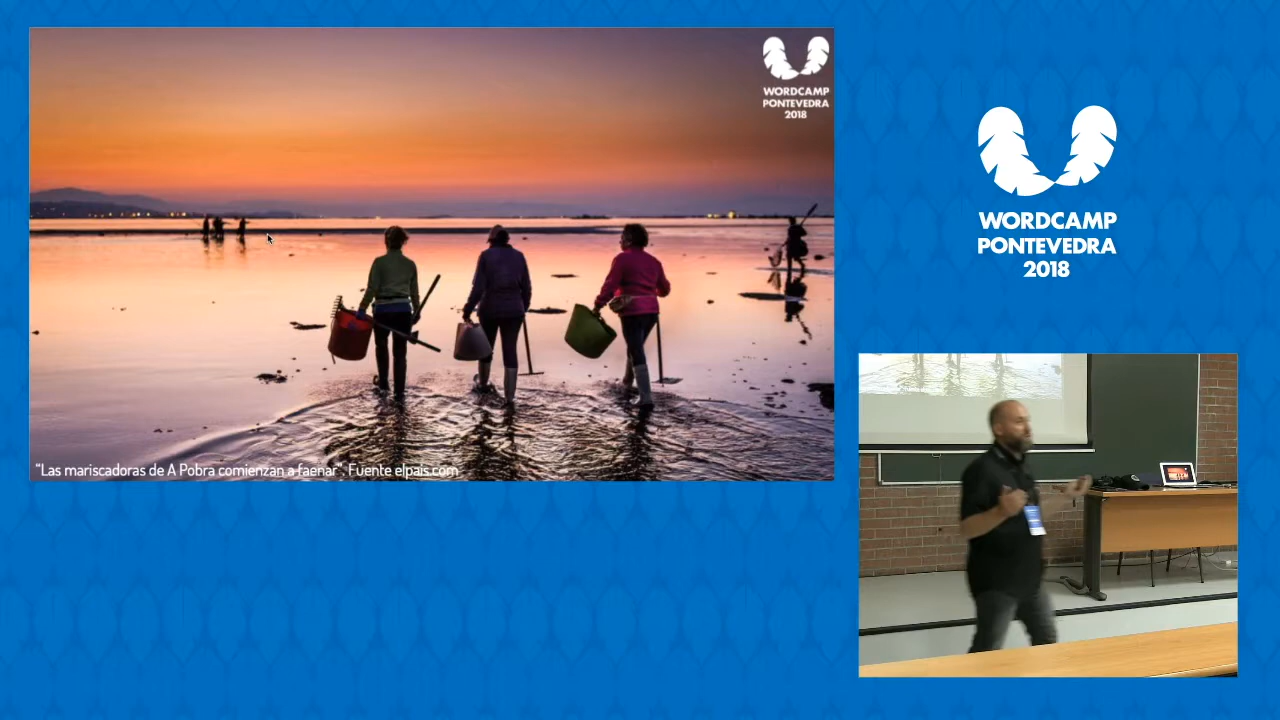 WORDCAMP
PONTEVEDRA
2018
WORDCAMP
PONTEVEDRA
2018
"Las mariscadoras de A Pobra comienzan a faenar". Fuente elpais.com